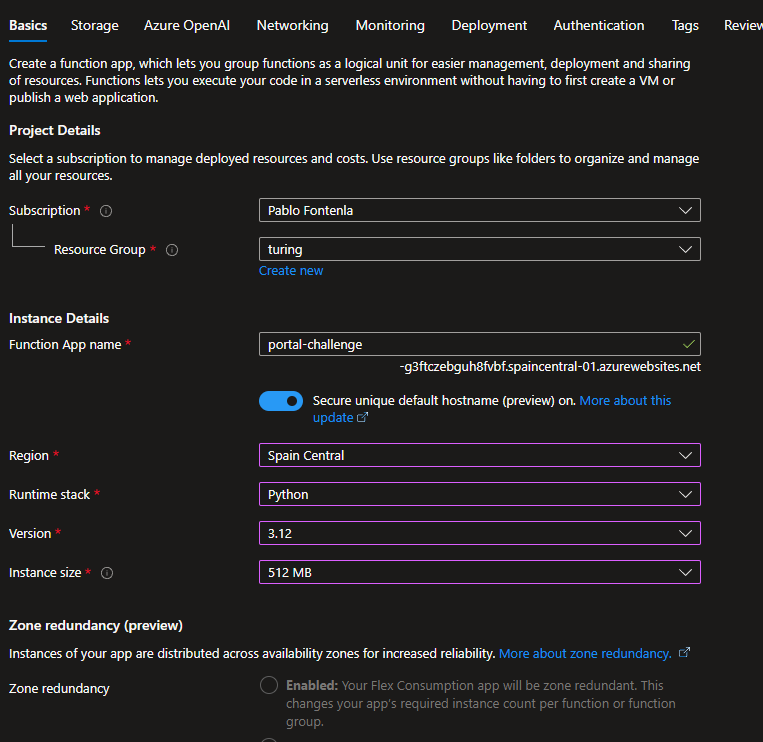 Basics Storage Azure OpenAI Networking Monitoring Deployment Authentication Tags Review
Create a function app, which lets you group functions as a logical unit for easier management, deployment and sharing
of resources. Functions lets you execute your code in a serverless environment without having to first create a VM or
publish a web application.
Project Details
Select a subscription to manage deployed resources and costs. Use resource groups like folders to organize and manage
all your resources.
Subscription * Pablo Fontenla
Resource Group * turing
Create new
Instance Details
Function App name * portal-challenge
-g3ftczebguh8fvbf.spaincentral-01.azurewebsites.net
Secure unique default hostname (preview) on. More about this
update
Region * Spain Central
Runtime stack * Python
Version * 3.12
Instance size * 512 MB
Zone redundancy (preview)
Instances of your app are distributed across availability zones for increased reliability. More about zone redundancy.
Zone redundancy Enabled: Your Flex Consumption app will be zone redundant. This
changes your app's required instance count per function or function
group.